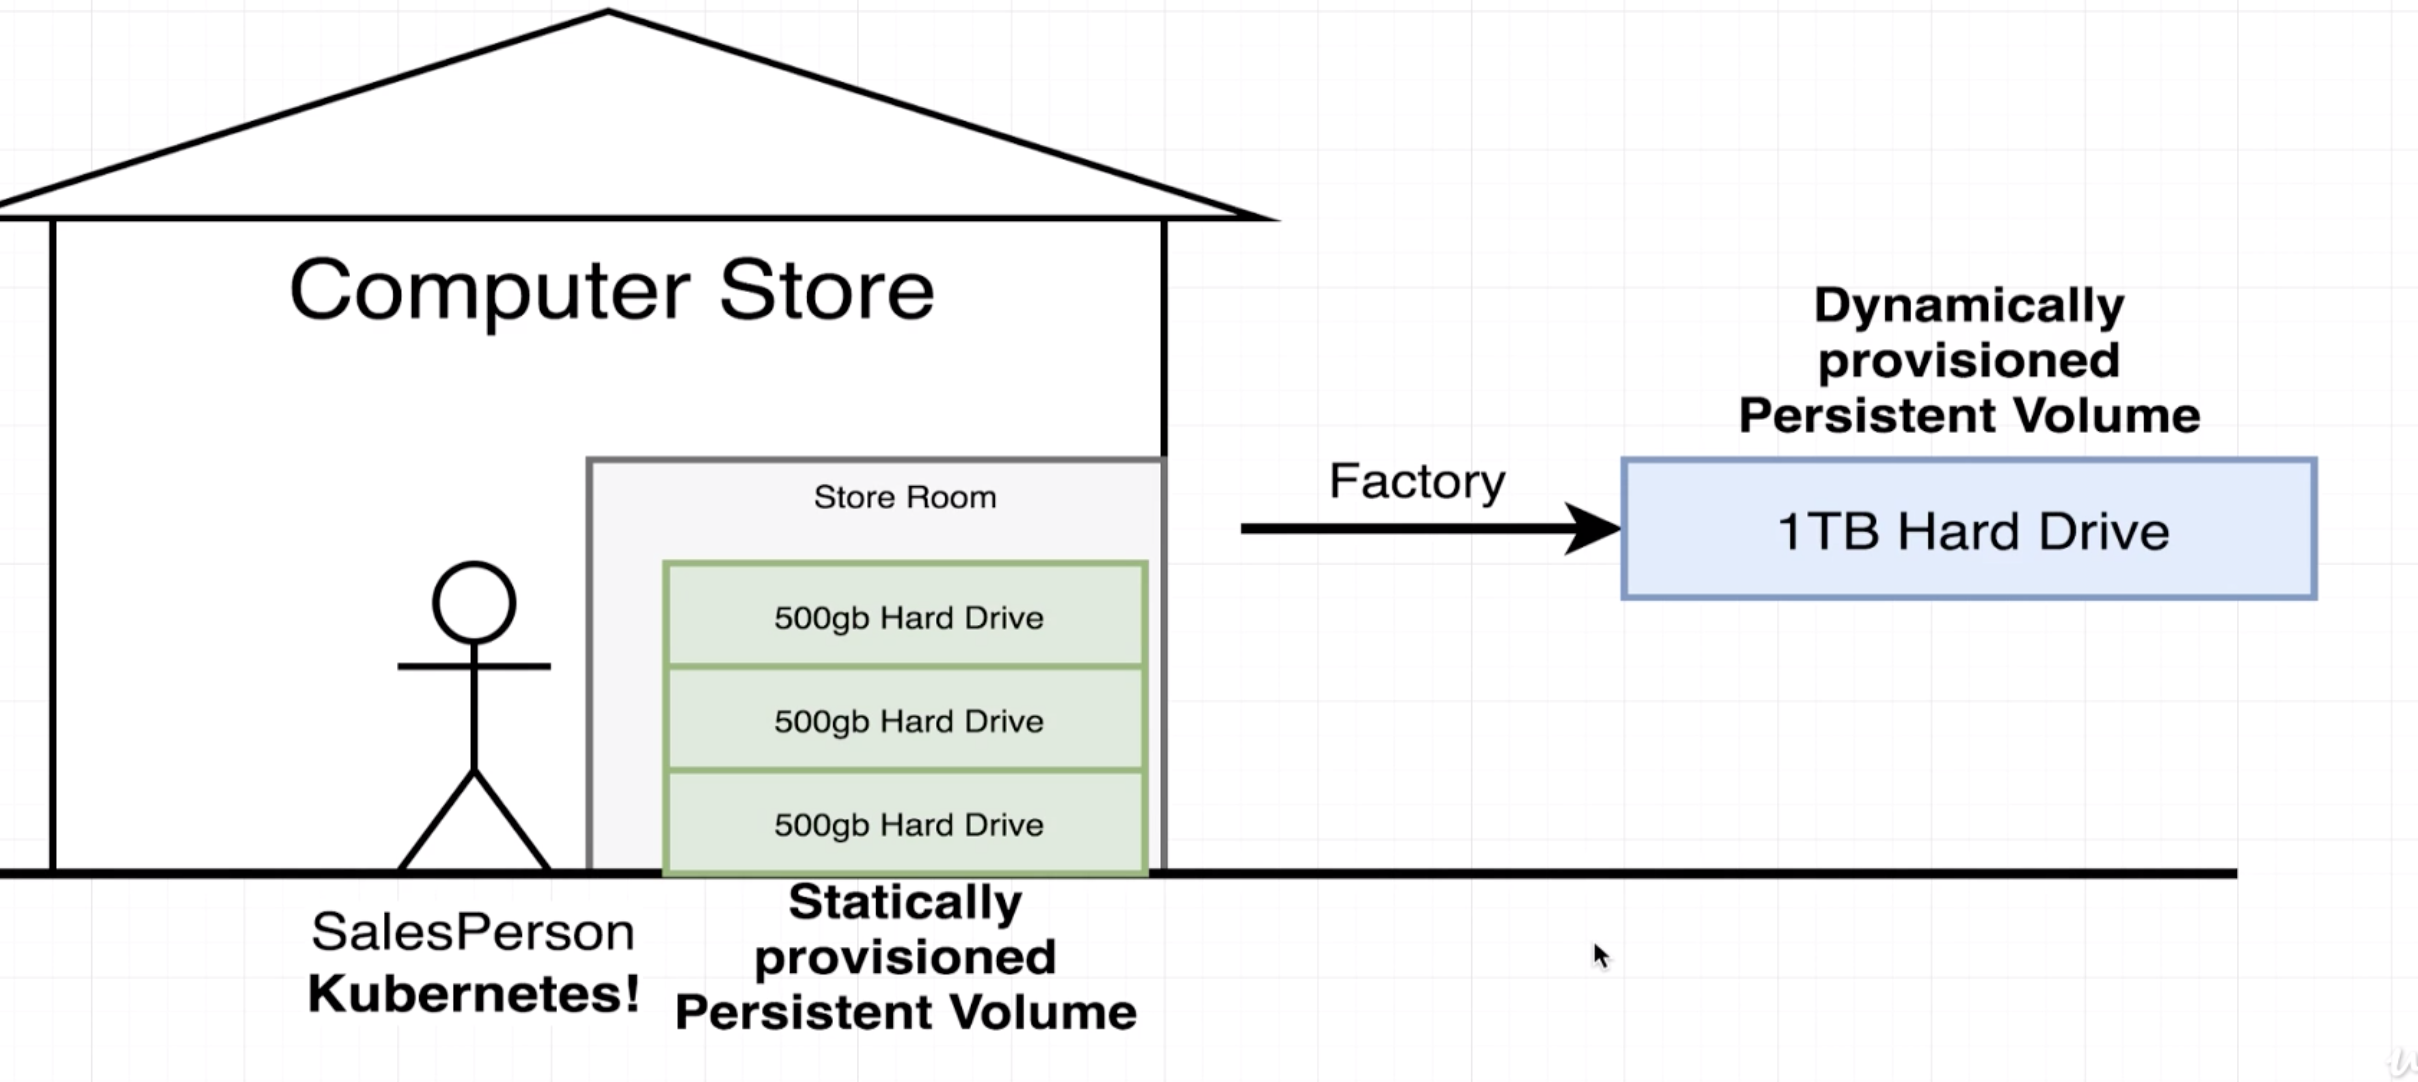 Computer Store
Store Room
500gb Hard Drive
500gb Hard Drive
500gb Hard Drive
SalesPerson
Kubernetes!
Statically
provisioned
Persistent Volume
Factory
Dynamically
provisioned
Persistent Volume
1TB Hard Drive